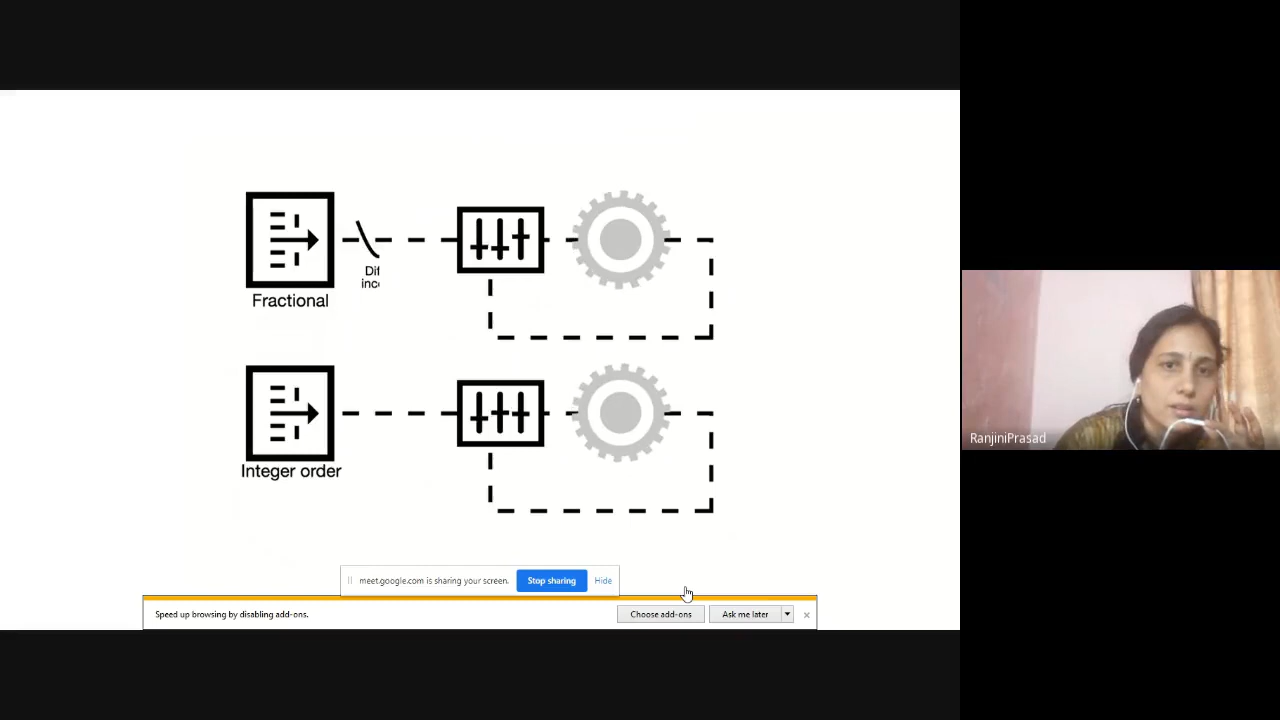 Fractional
Integer order
RanjiniPrasad
meet.google.com is sharing your screen.
Stop sharing
Hide
Speed up browsing by disabling add-ons.
Choose add-ons
Ask me later